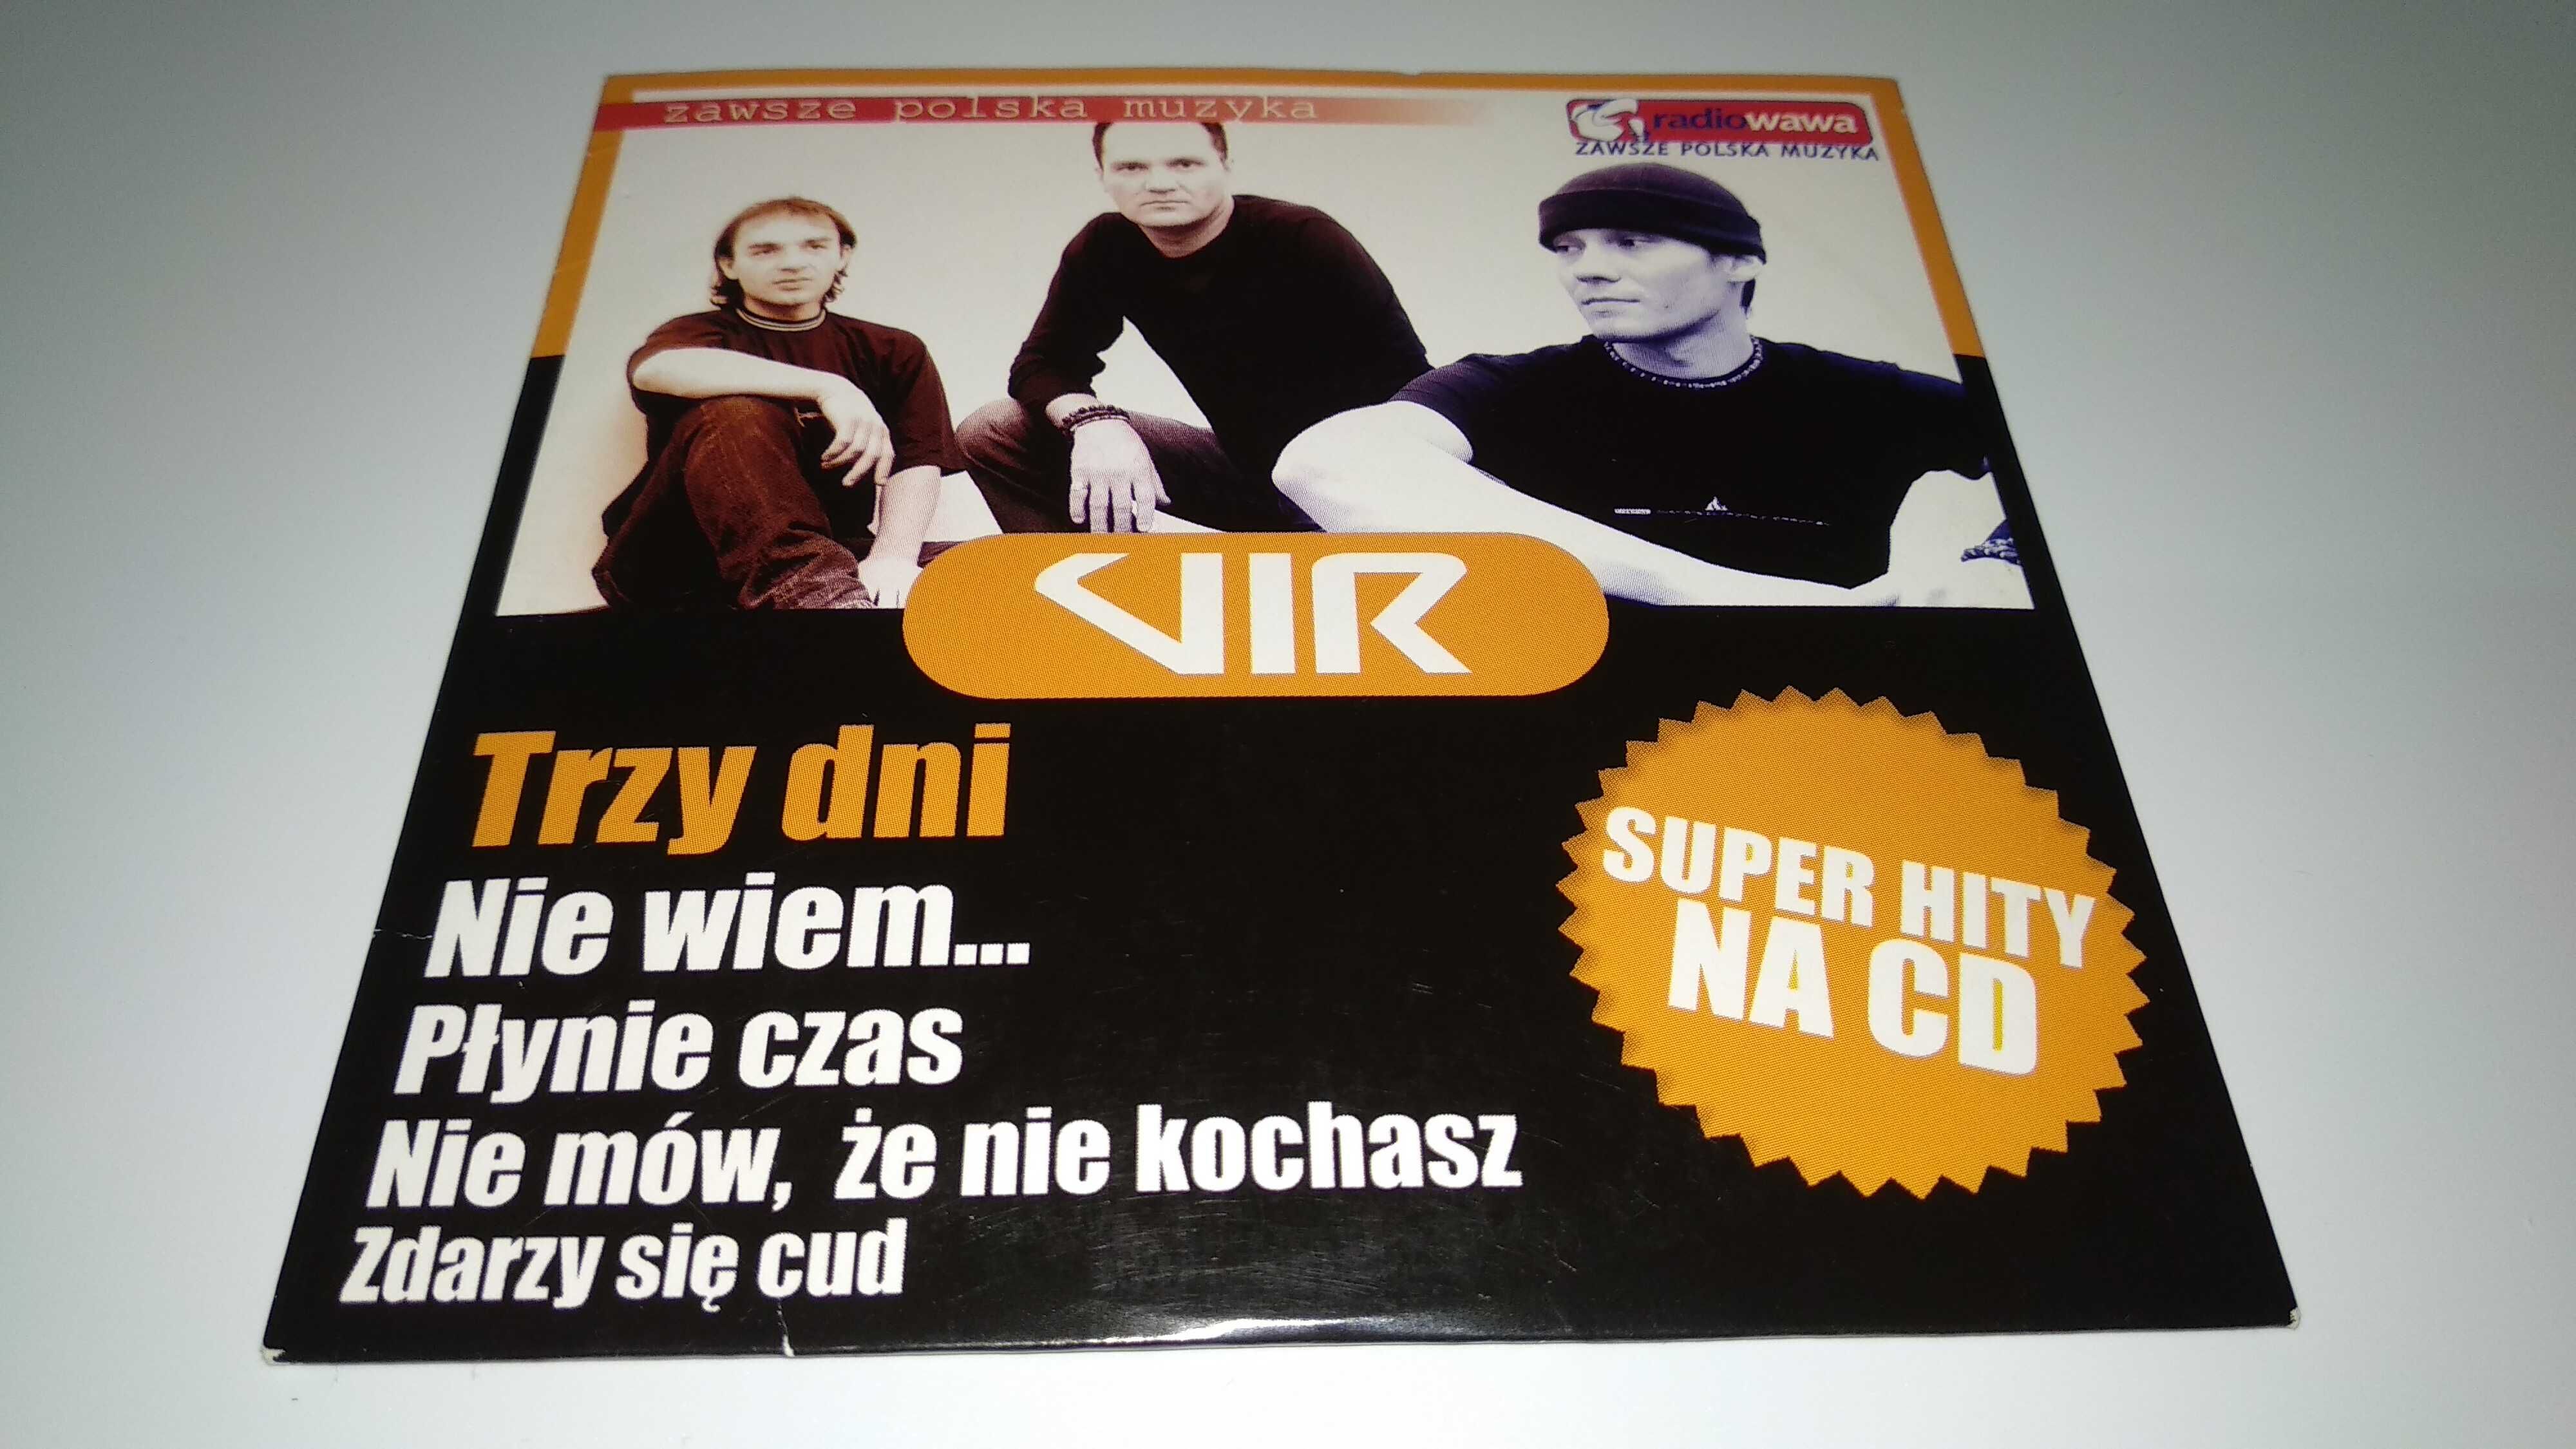 zawsze polska muzyka
radiowawa
ZAWSZE POLSKA MUZYKA
VIR
Trzy dni
Nie wiem...
Płynie czas
Nie mów, że nie kochasz
Zdarzy się cud
SUPER HITY
NA CD